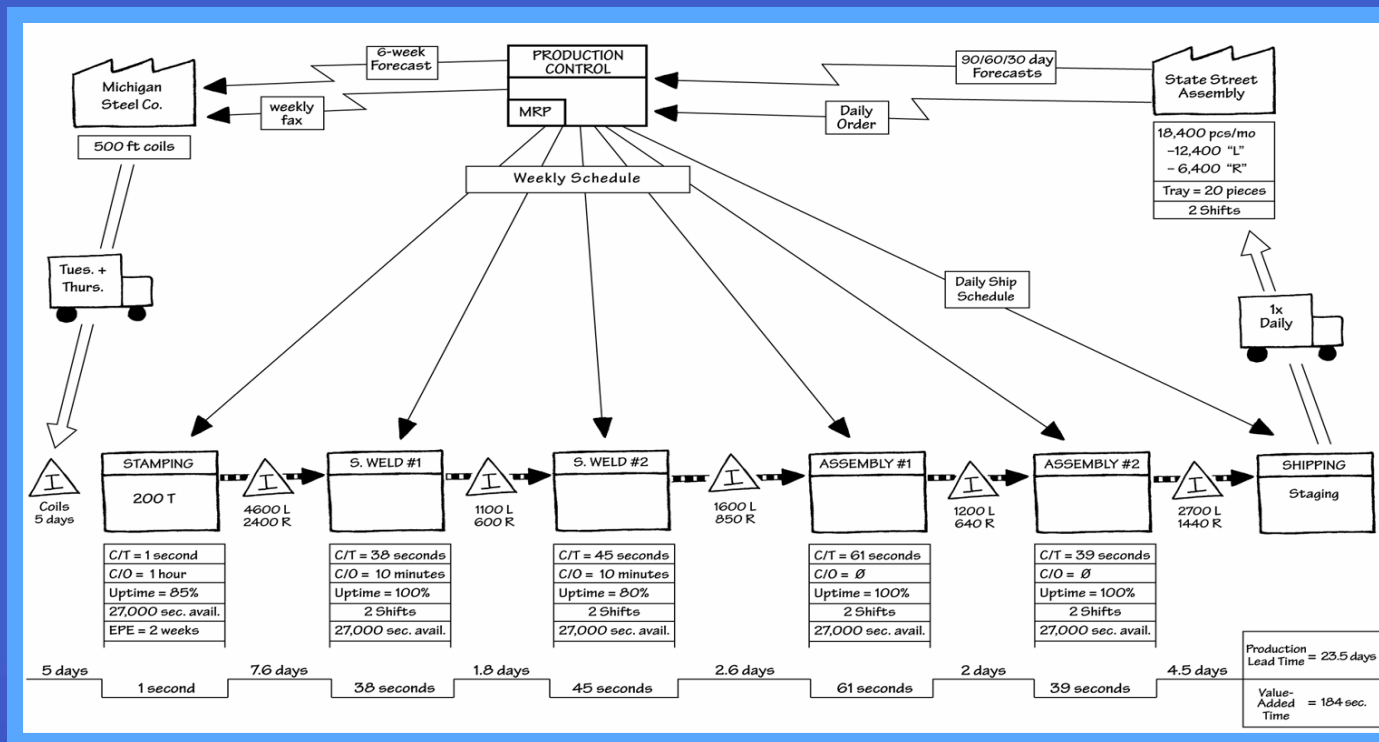 Michigan
Steel Co.
500 ft coils
6-week
Forecast
weekly
fax
PRODUCTION
CONTROL
MRP
90/60/30 day
Forecasts
Daily
Order
State Street
Assembly
18,400 pcs/mo
–12,400 “L”
– 6,400 “R”
Tray = 20 pieces
2 Shifts
Weekly Schedule
Tues. +
Thurs.
Daily Ship
Schedule
1x
Daily
I
Coils
5 days
STAMPING
200 T
I
4600 L
2400 R
S. WELD #1
I
1100 L
600 R
S. WELD #2
I
1600 L
850 R
ASSEMBLY #1
I
1200 L
640 R
ASSEMBLY #2
I
2700 L
1440 R
SHIPPING
Staging
C/T = 1 second
C/O = 1 hour
Uptime = 85%
27,000 sec. avail.
EPE = 2 weeks
C/T = 38 seconds
C/O = 10 minutes
Uptime = 100%
2 Shifts
27,000 sec. avail.
C/T = 45 seconds
C/O = 10 minutes
Uptime = 80%
2 Shifts
27,000 sec. avail.
C/T = 61 seconds
C/O = Ø
Uptime = 100%
2 Shifts
27,000 sec. avail.
C/T = 39 seconds
C/O = Ø
Uptime = 100%
2 Shifts
27,000 sec. avail.
5 days
1 second
7.6 days
38 seconds
1.8 days
45 seconds
2.6 days
61 seconds
2 days
39 seconds
4.5 days
Production
Lead Time = 23.5 days
Value-
Added = 184 sec.
Time